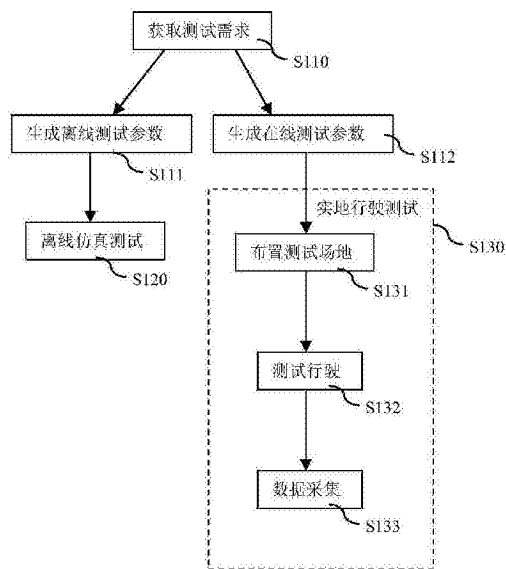 获取测试需求
S110
生成离线测试参数
S111
生成在线测试参数
S112
离线仿真测试
S120
实地行驶测试
S130
布置测试场地
S131
测试行驶
S132
数据采集
S133